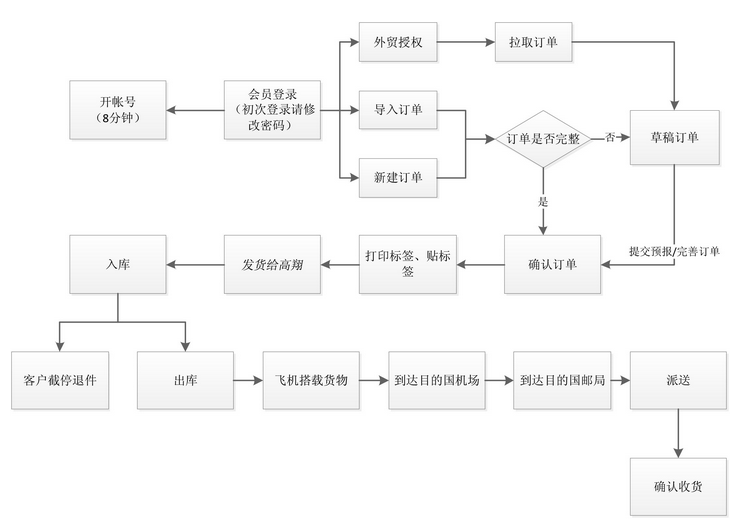 外贸授权
拉取订单
开帐号
（8分钟）
会员登录
（初次登录请修
改密码）
导入订单
订单是否完整
否
草稿订单
新建订单
是
提交预报/完善订单
入库
发货给高翔
打印标签、贴标
签
确认订单
客户截停退件
出库
飞机搭载货物
到达目的国机场
到达目的国邮局
派送
确认收货